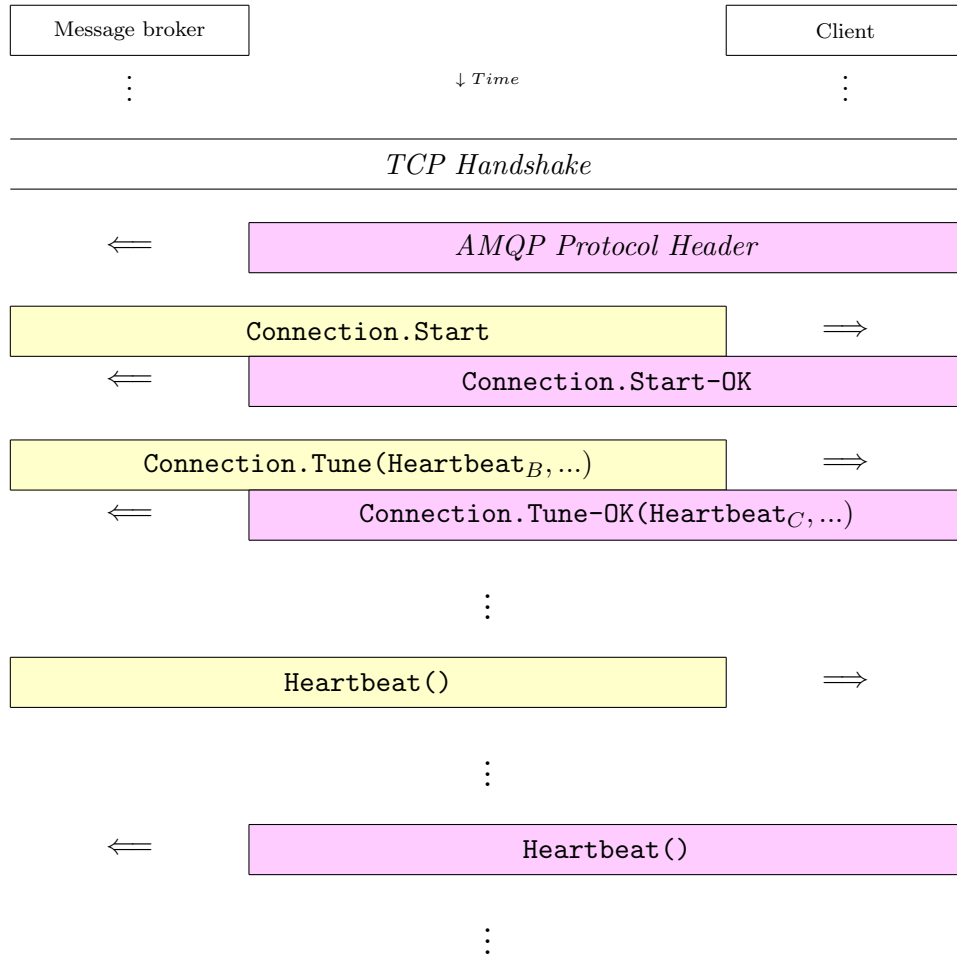 Message broker
Client
⋮
↓ Time
⋮
TCP Handshake
⟸
AMQP Protocol Header
Connection.Start
⟹
⟸
Connection.Start-OK
Connection.Tune(Heartbeat_B, ...)
⟹
⟸
Connection.Tune-OK(Heartbeat_C, ...)
⋮
Heartbeat()
⟹
⋮
⟸
Heartbeat()
⋮